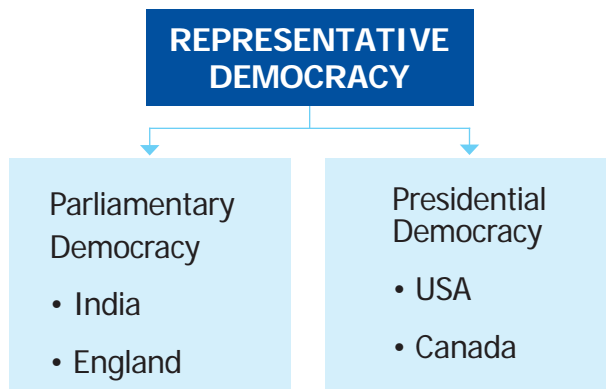 REPRESENTATIVE
DEMOCRACY
Parliamentary
Democracy
• India
• England
Presidential
Democracy
• USA
• Canada